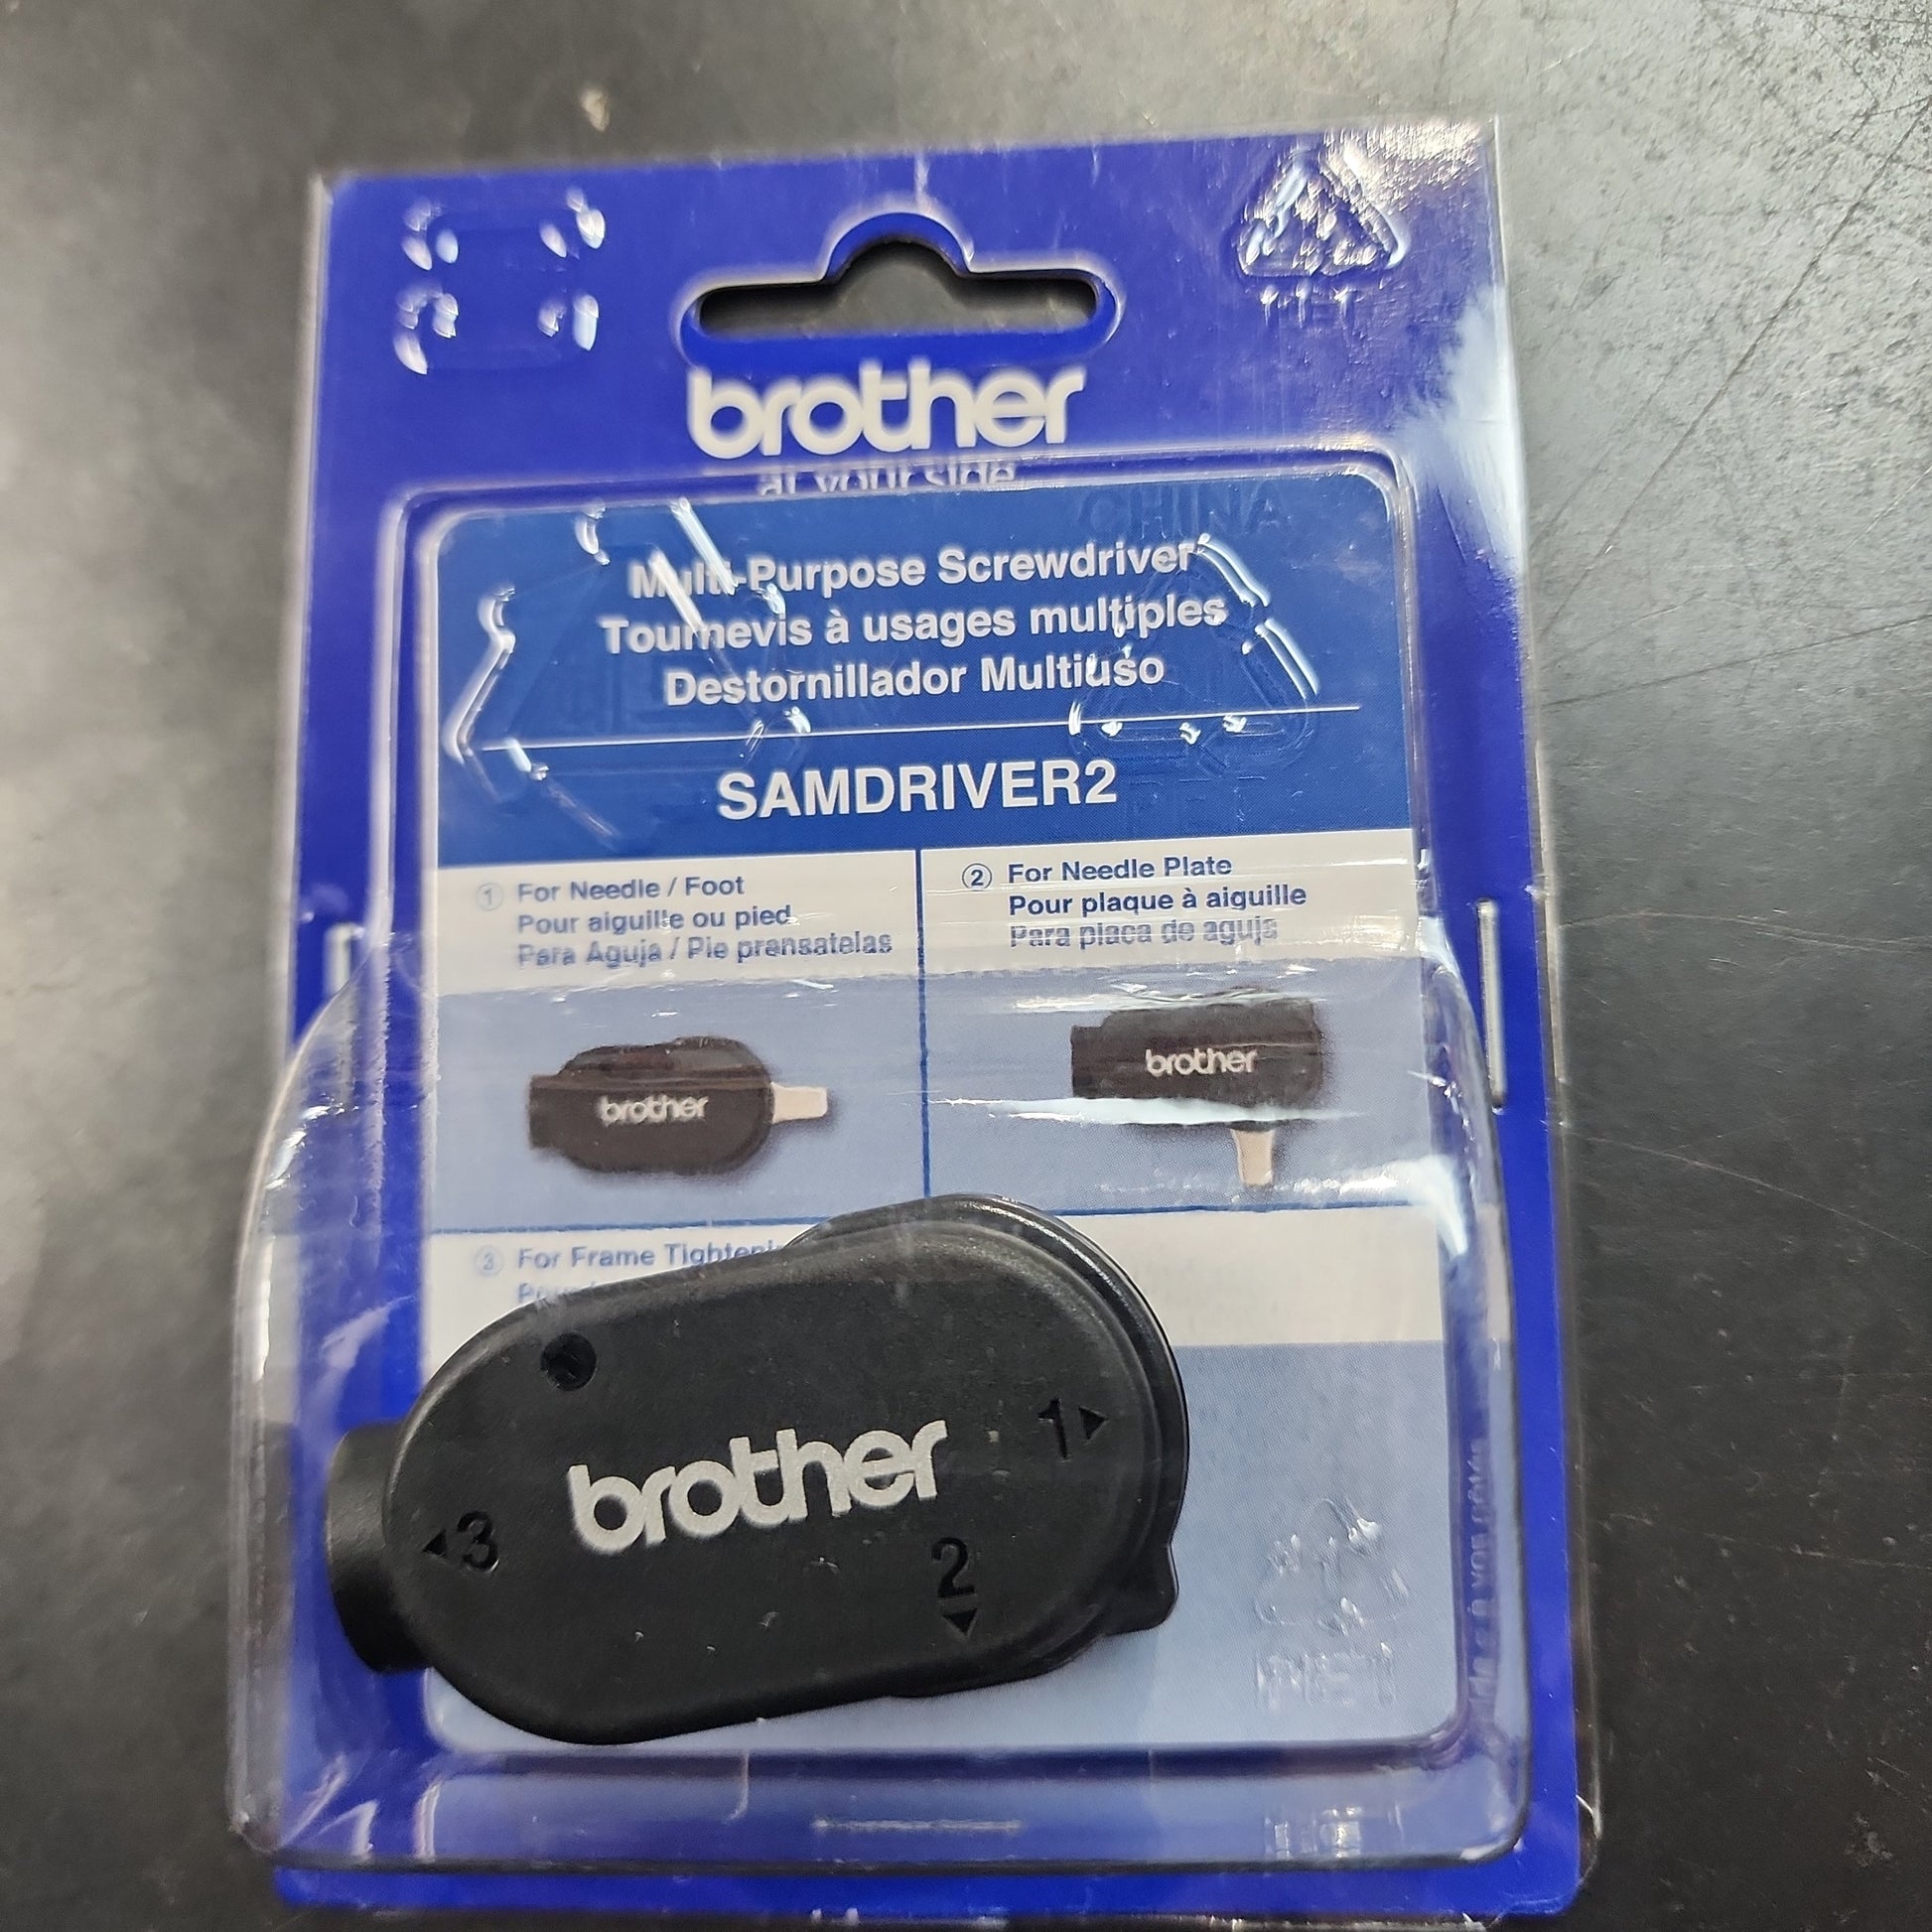 PET
brother
at your side
CHINA
Multi-Purpose Screwdriver
Tournevis à usages multiples
Destornillador Multiuso
SAMDRIVER2
1 For Needle / Foot
Pour aiguille ou pied
Para Aguja / Pie prensatelas
2 For Needle Plate
Pour plaque à aiguille
Para placa de aguja
brother
brother
3 For Frame
brother
1
2
3
PET